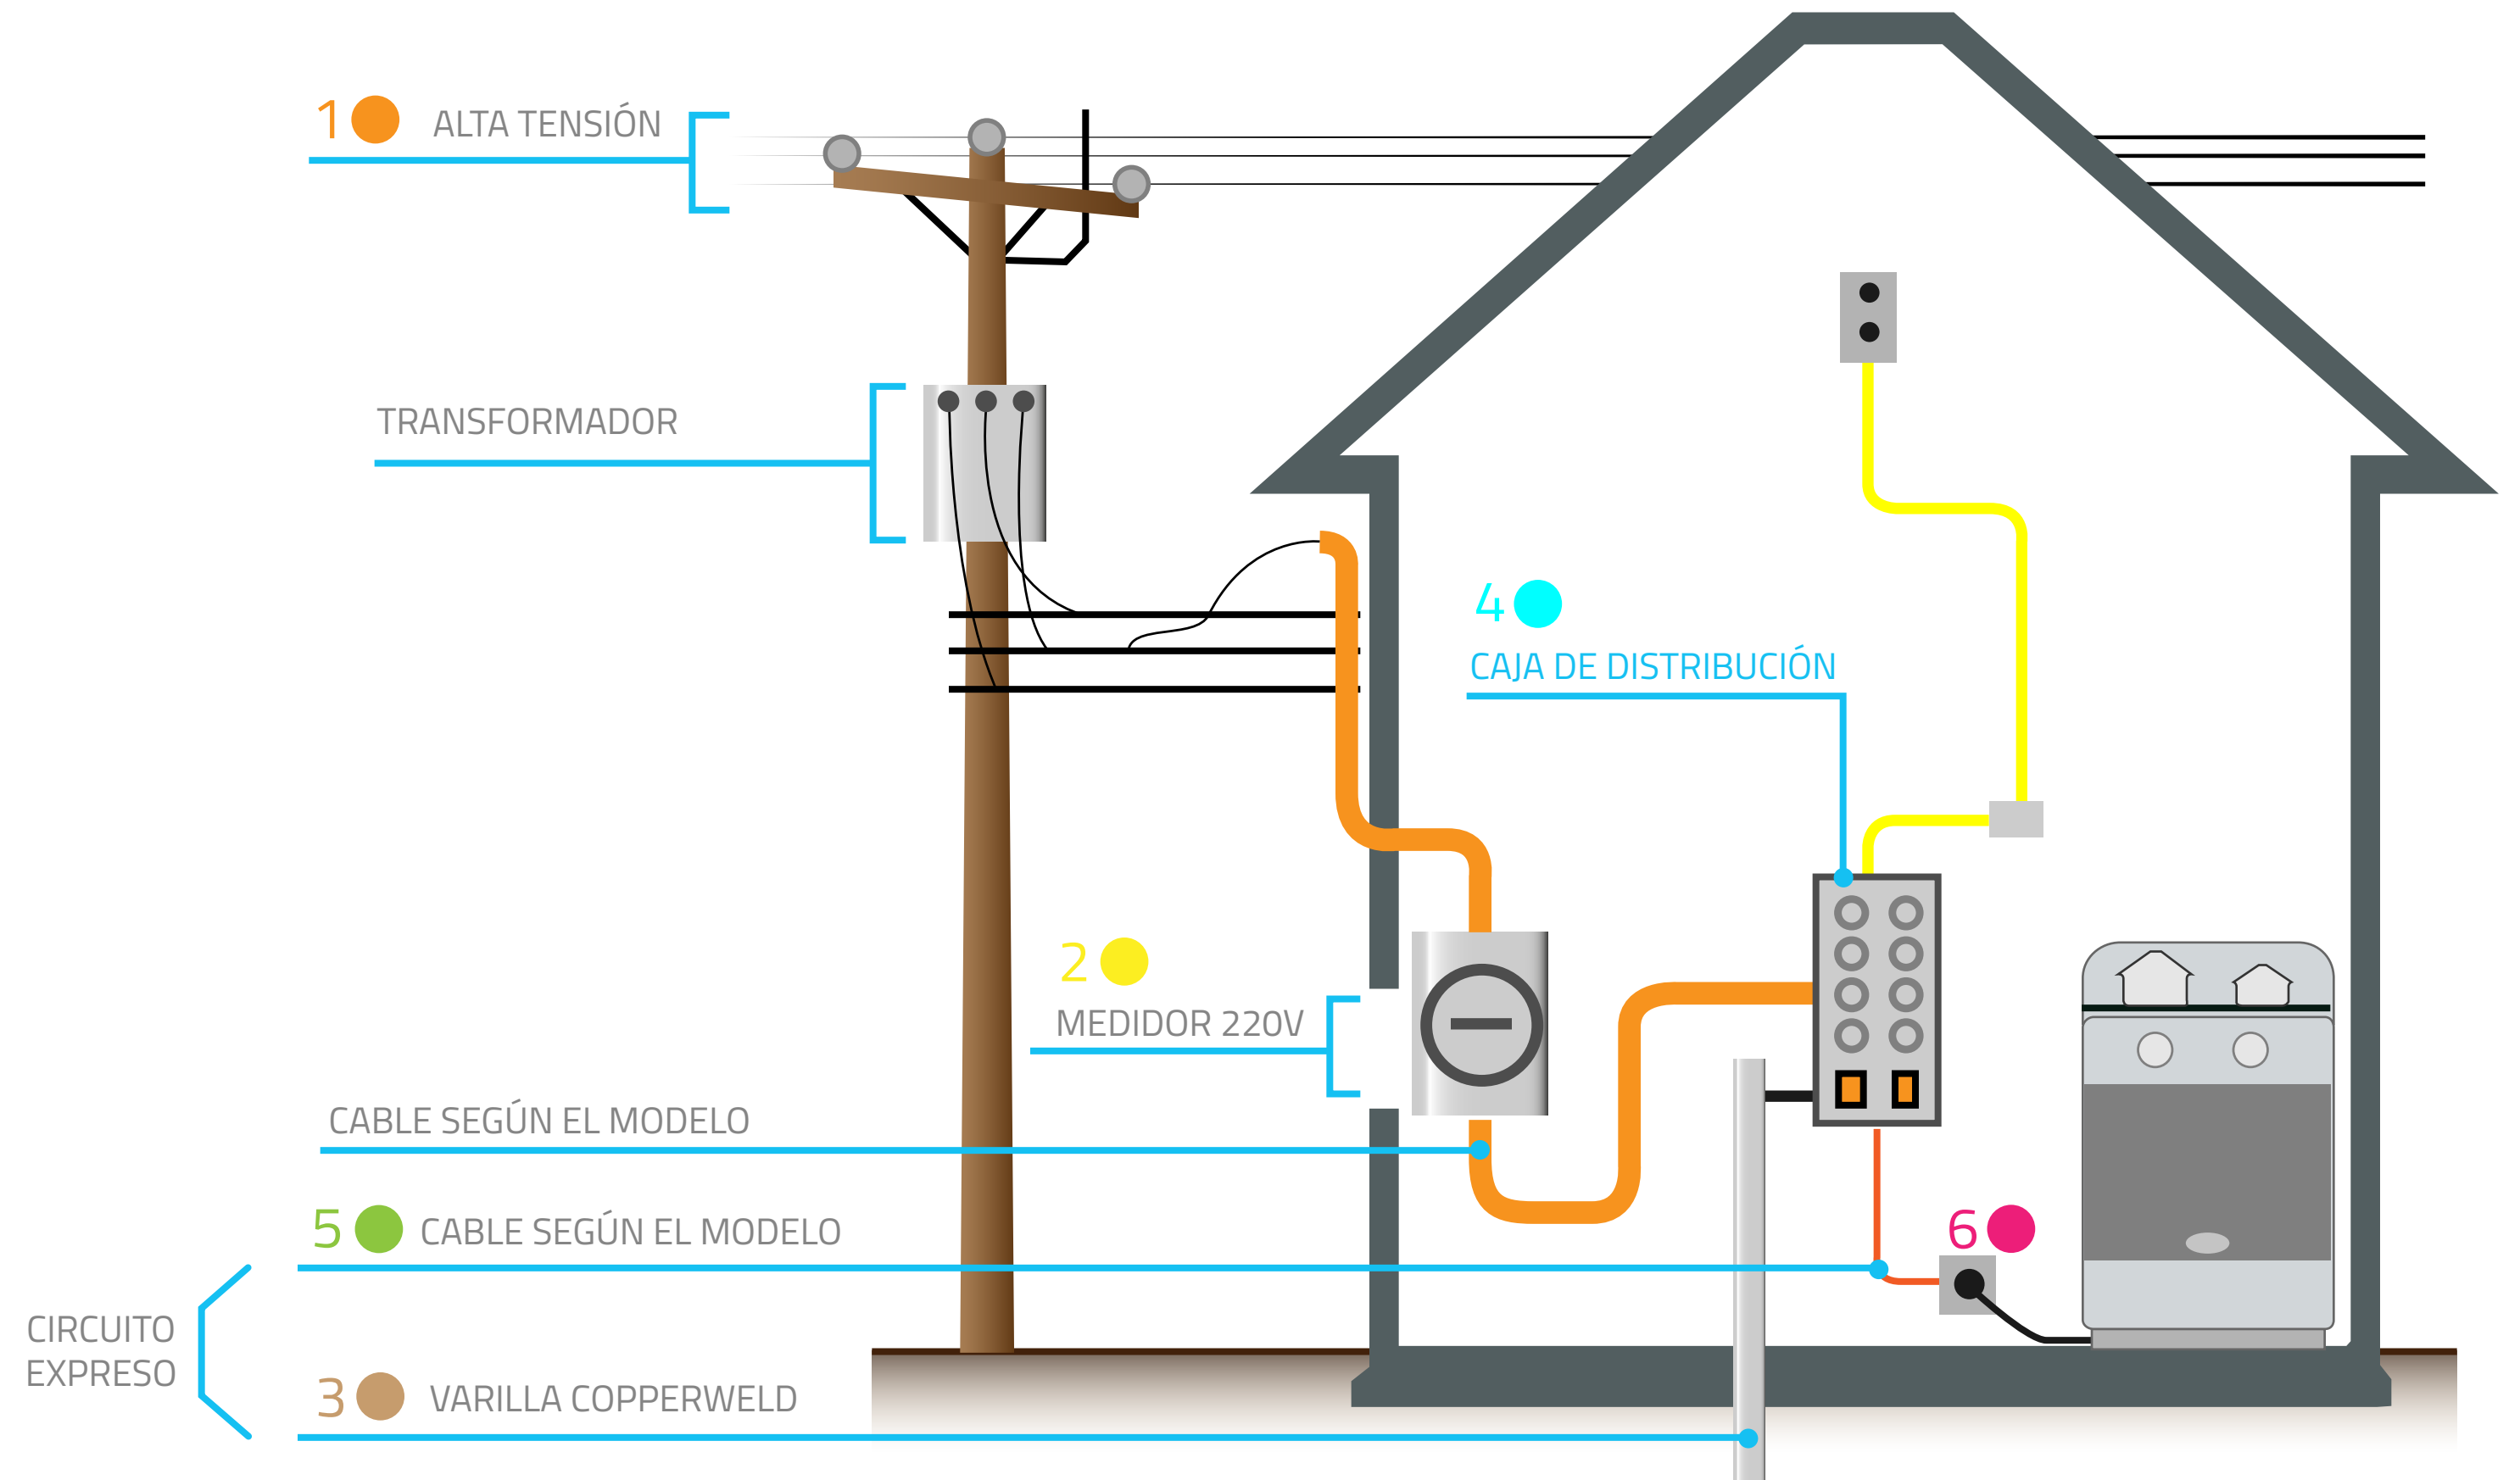 1 ALTA TENSIÓN
TRANSFORMADOR
4
CAJA DE DISTRIBUCIÓN
2
MEDIDOR 220V
CABLE SEGÚN EL MODELO
5 CABLE SEGÚN EL MODELO
6
CIRCUITO
EXPRESO
3 VARILLA COPPERWELD